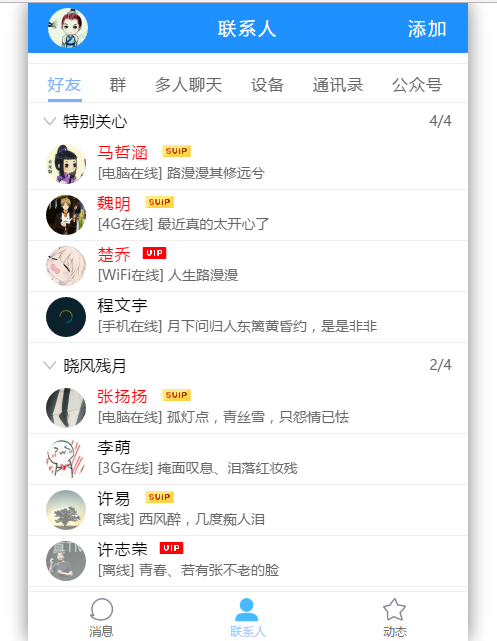 联系人 添加
好友 群 多人聊天 设备 通讯录 公众号
特别关心 4/4
马哲涵 SVIP
[电脑在线] 路漫漫其修远兮
魏明 SVIP
[4G在线] 最近真的太开心了
楚乔 VIP
[WiFi在线] 人生路漫漫
程文宇
[手机在线] 月下问归人东篱黄昏约，是是非非
晓风残月 2/4
张扬扬 SVIP
[电脑在线] 孤灯点，青丝雪，只怨情已怯
李萌
[3G在线] 掩面叹息、泪落红妆残
许易 SVIP
[离线] 西风醉，几度痴人泪
许志荣 VIP
[离线] 青春、若有张不老的脸
消息 联系人 动态